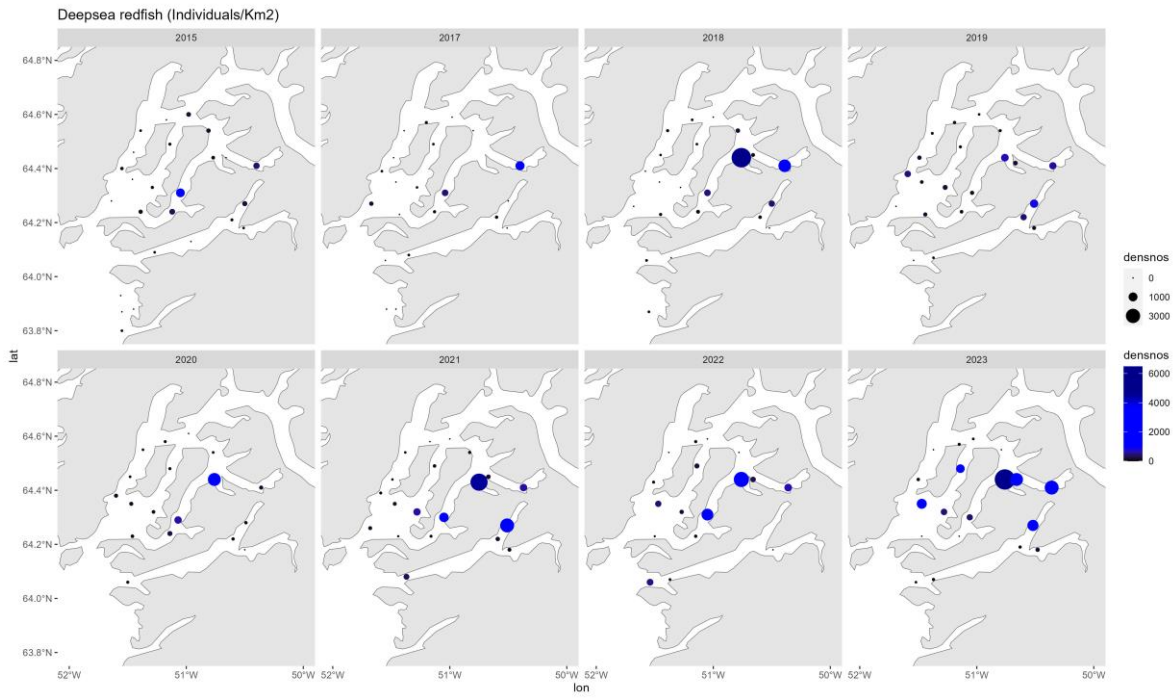 Deepsea redfish (Individuals/Km2)
2015 2017 2018 2019
64.8°N
64.6°N
64.4°N
64.2°N
64.0°N
63.8°N
densnos
0
1000
3000
lat
2020 2021 2022 2023
64.8°N
64.6°N
64.4°N
64.2°N
64.0°N
63.8°N
densnos
6000
4000
2000
0
52°W 51°W 50°W 52°W 51°W 50°W 52°W 51°W 50°W 52°W 51°W 50°W
lon